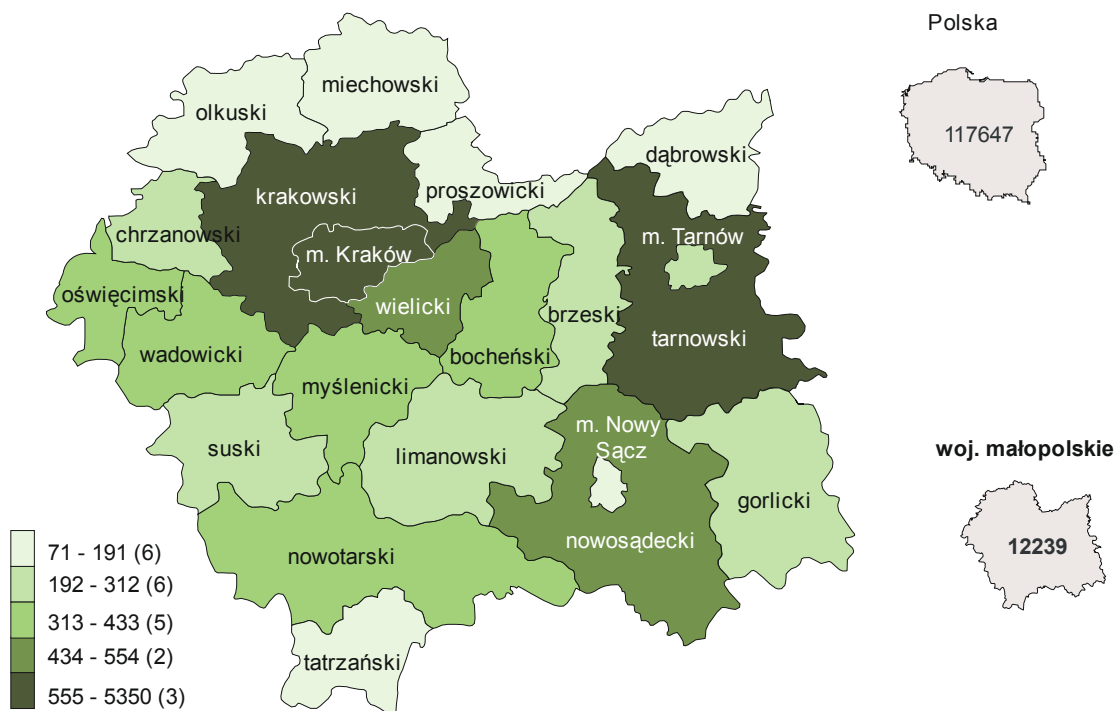 Polska
117647
miechowski
olkuski
dąbrowski
proszowicki
krakowski
chrzanowski
m. Tarnów
m. Kraków
oświęcimski
wielicki
brzeski
tarnowski
wadowicki
bocheński
myślenicki
m. Nowy
Sącz
suski
limanowski
woj. małopolskie
12239
gorlicki
nowosądecki
nowotarski
tatrzański
71 - 191 (6)
192 - 312 (6)
313 - 433 (5)
434 - 554 (2)
555 - 5350 (3)